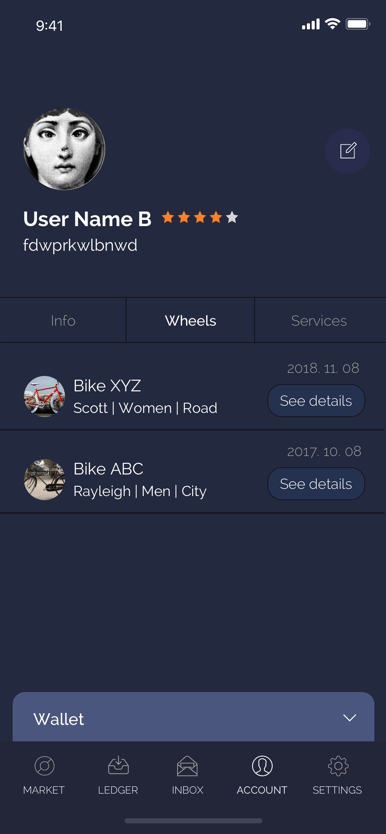 9:41
User Name B
fdwprkwlbnwd
Info Wheels Services
2018. 11. 08
Bike XYZ
Scott | Women | Road
See details
2017. 10. 08
Bike ABC
Rayleigh | Men | City
See details
Wallet
MARKET LEDGER INBOX ACCOUNT SETTINGS